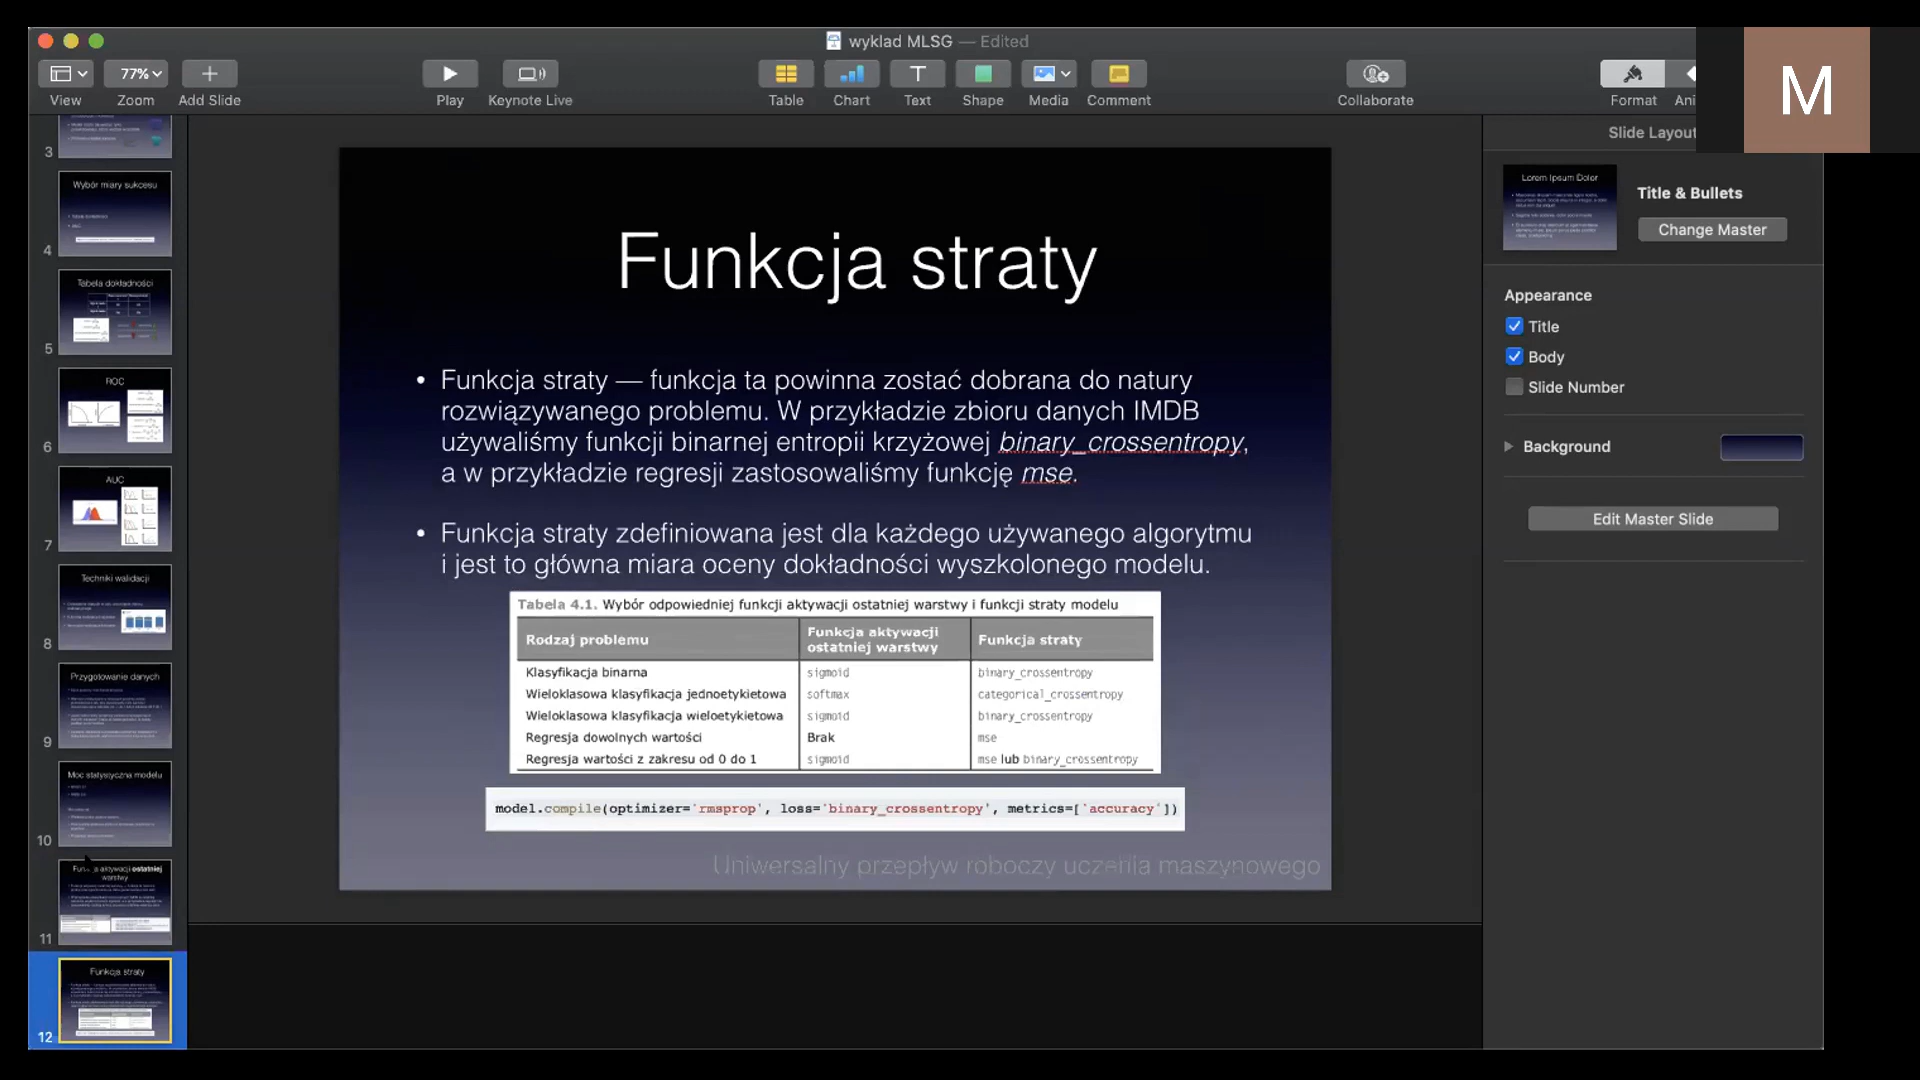 wyklad MLSG — Edited
77%
View
Zoom
Add Slide
Play
Keynote Live
Table
Chart
Text
Shape
Media
Comment
Collaborate
Format
Ani
M
3
Wybór miary sukcesu
4
Tabela dokładności
5
ROC
6
AUC
7
Techniki walidacji
8
Przygotowanie danych
9
Moc statystyczna modelu
10
aktywacji ostatniej
warstwy
11
Funkcja straty
12
Funkcja straty
• Funkcja straty — funkcja ta powinna zostać dobrana do natury
rozwiązywanego problemu. W przykładzie zbioru danych IMDB
używaliśmy funkcji binarnej entropii krzyżowej binary_crossentropy,
a w przykładzie regresji zastosowaliśmy funkcję mse.
• Funkcja straty zdefiniowana jest dla każdego używanego algorytmu
i jest to główna miara oceny dokładności wyszkolonego modelu.
Tabela 4.1. Wybór odpowiedniej funkcji aktywacji ostatniej warstwy i funkcji straty modelu
Rodzaj problemu
Funkcja aktywacji
ostatniej warstwy
Funkcja straty
Klasyfikacja binarna sigmoid binary_crossentropy
Wieloklasowa klasyfikacja jednoetykietowa softmax categorical_crossentropy
Wieloklasowa klasyfikacja wieloetykietowa sigmoid binary_crossentropy
Regresja dowolnych wartości Brak mse
Regresja wartości z zakresu od 0 do 1 sigmoid mse lub binary_crossentropy
model.compile(optimizer='rmsprop', loss='binary_crossentropy', metrics=['accuracy'])
Uniwersalny przepływ roboczy uczenia maszynowego
Slide Layout
Lorem Ipsum Dolor
Title & Bullets
Change Master
Appearance
Title
Body
Slide Number
Background
Edit Master Slide